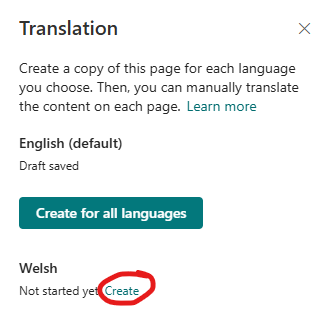 Translation
Create a copy of this page for each language
you choose. Then, you can manually translate
the content on each page. Learn more
English (default)
Draft saved
Create for all languages
Welsh
Not started yet Create